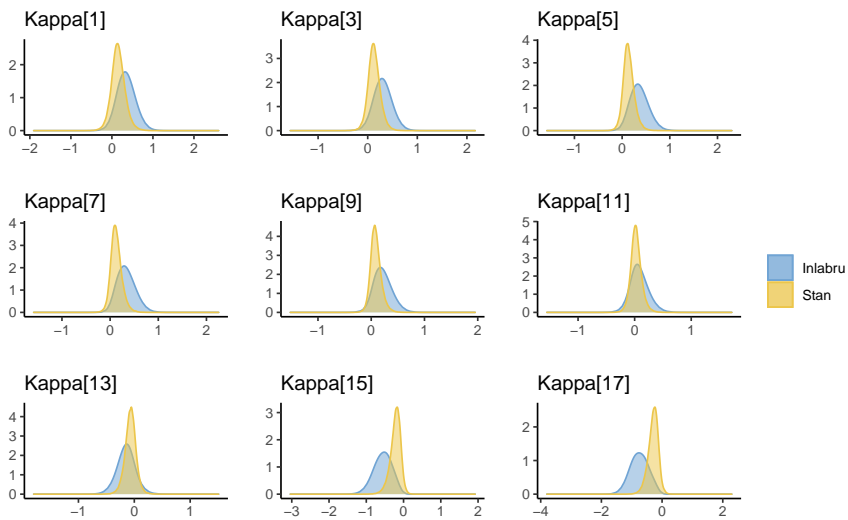 Kappa[1] Kappa[3] Kappa[5]
2 1 0
−2 −1 0 1 2
3 2 1 0
−1 0 1 2
4 3 2 1 0
−1 0 1 2
Kappa[7] Kappa[9] Kappa[11]
4 3 2 1 0
−1 0 1 2
4 3 2 1 0
−1 0 1 2
5 4 3 2 1 0
−1 0 1
Inlabru
Stan
Kappa[13] Kappa[15] Kappa[17]
4 3 2 1 0
−1 0 1
3 2 1 0
−3 −2 −1 0 1 2
2 1 0
−4 −2 0 2